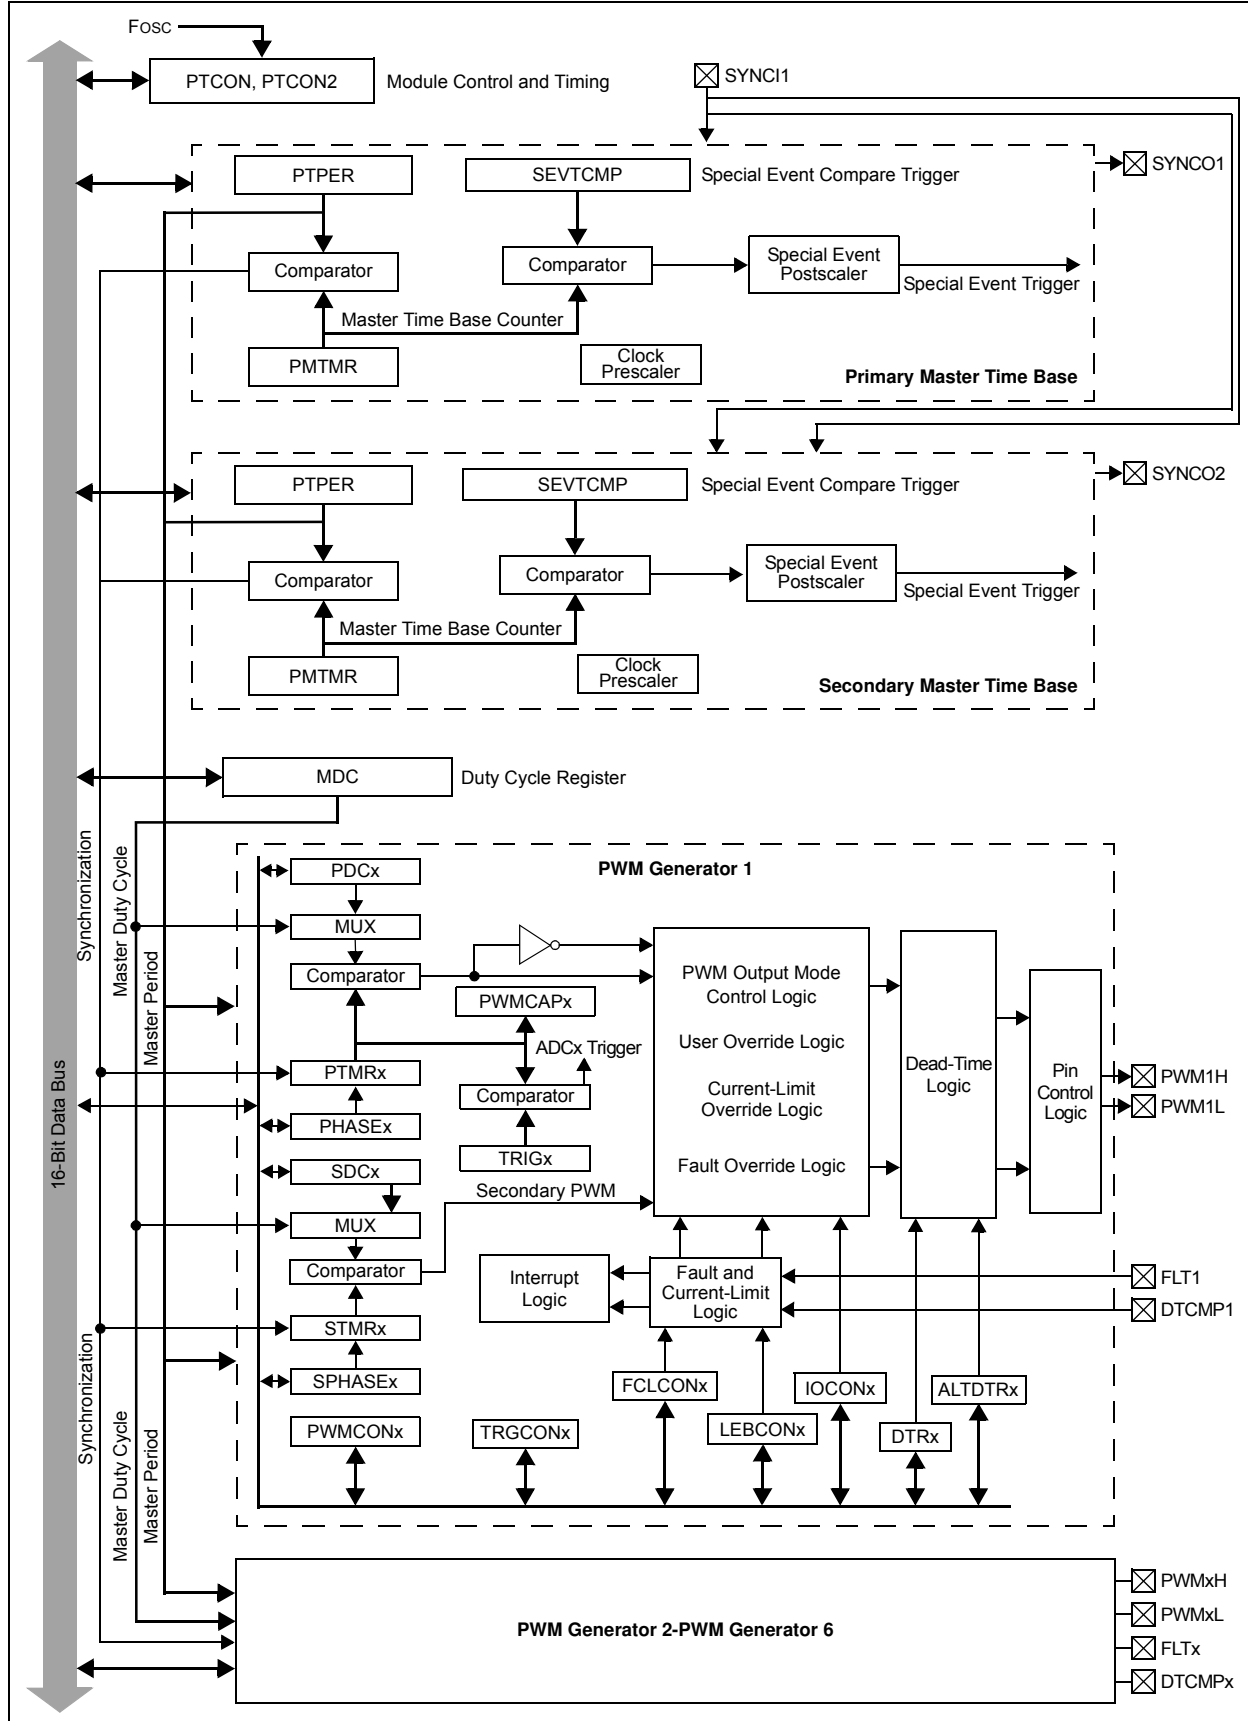 FOSC
PTCON, PTCON2
Module Control and Timing
SYNCI1
PTPER
SEVTCMP
Special Event Compare Trigger
SYNCO1
Comparator
Comparator
Special Event
Postscaler
Special Event Trigger
Master Time Base Counter
PMTMR
Clock
Prescaler
Primary Master Time Base
PTPER
SEVTCMP
Special Event Compare Trigger
SYNCO2
Comparator
Comparator
Special Event
Postscaler
Special Event Trigger
Master Time Base Counter
PMTMR
Clock
Prescaler
Secondary Master Time Base
MDC
Duty Cycle Register
16-Bit Data Bus
Synchronization
Master Duty Cycle
Master Period
PWM Generator 1
PDCx
MUX
Comparator
PWMCAPx
ADCx Trigger
PTMRx
Comparator
PHASEx
TRIGx
SDCx
Secondary PWM
MUX
Comparator
STMRx
SPHASEx
PWMCONx
TRGCONx
PWM Output Mode
Control Logic
User Override Logic
Current-Limit
Override Logic
Fault Override Logic
Dead-Time
Logic
Pin
Control
Logic
PWM1H
PWM1L
Interrupt
Logic
Fault and
Current-Limit
Logic
FLT1
DTCMP1
FCLCONx
LEBCONx
IOCONx
DTRx
ALTDTRx
Synchronization
Master Duty Cycle
Master Period
PWM Generator 2-PWM Generator 6
PWMxH
PWMxL
FLTx
DTCMPx